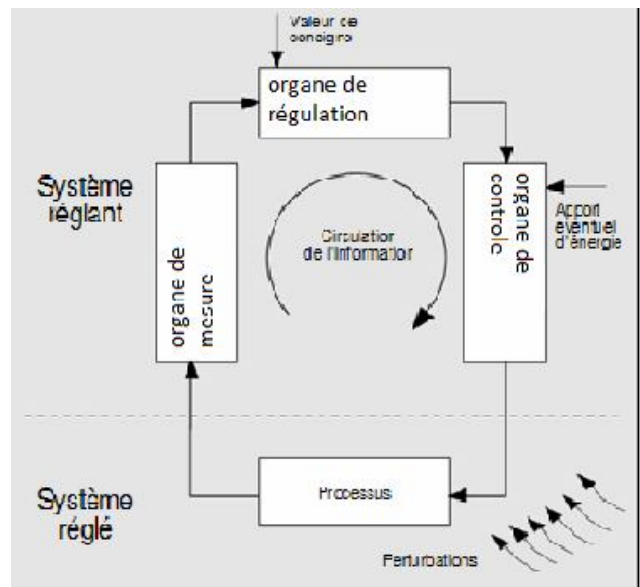 Valeur de
consigne
organe de
régulation
Système
réglant
organe de
mesure
Circulation
de l'information
organe de
controle
Apport
éventuel
d'énergie
Système
réglé
Processus
Perturbations